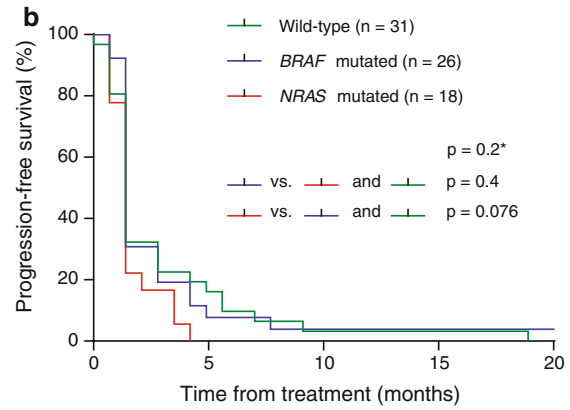 b
Wild-type (n = 31)
BRAF mutated (n = 26)
NRAS mutated (n = 18)
p = 0.2*
vs. and p = 0.4
vs. and p = 0.076
Progression-free survival (%)
100
80
60
40
20
0
0 5 10 15 20
Time from treatment (months)